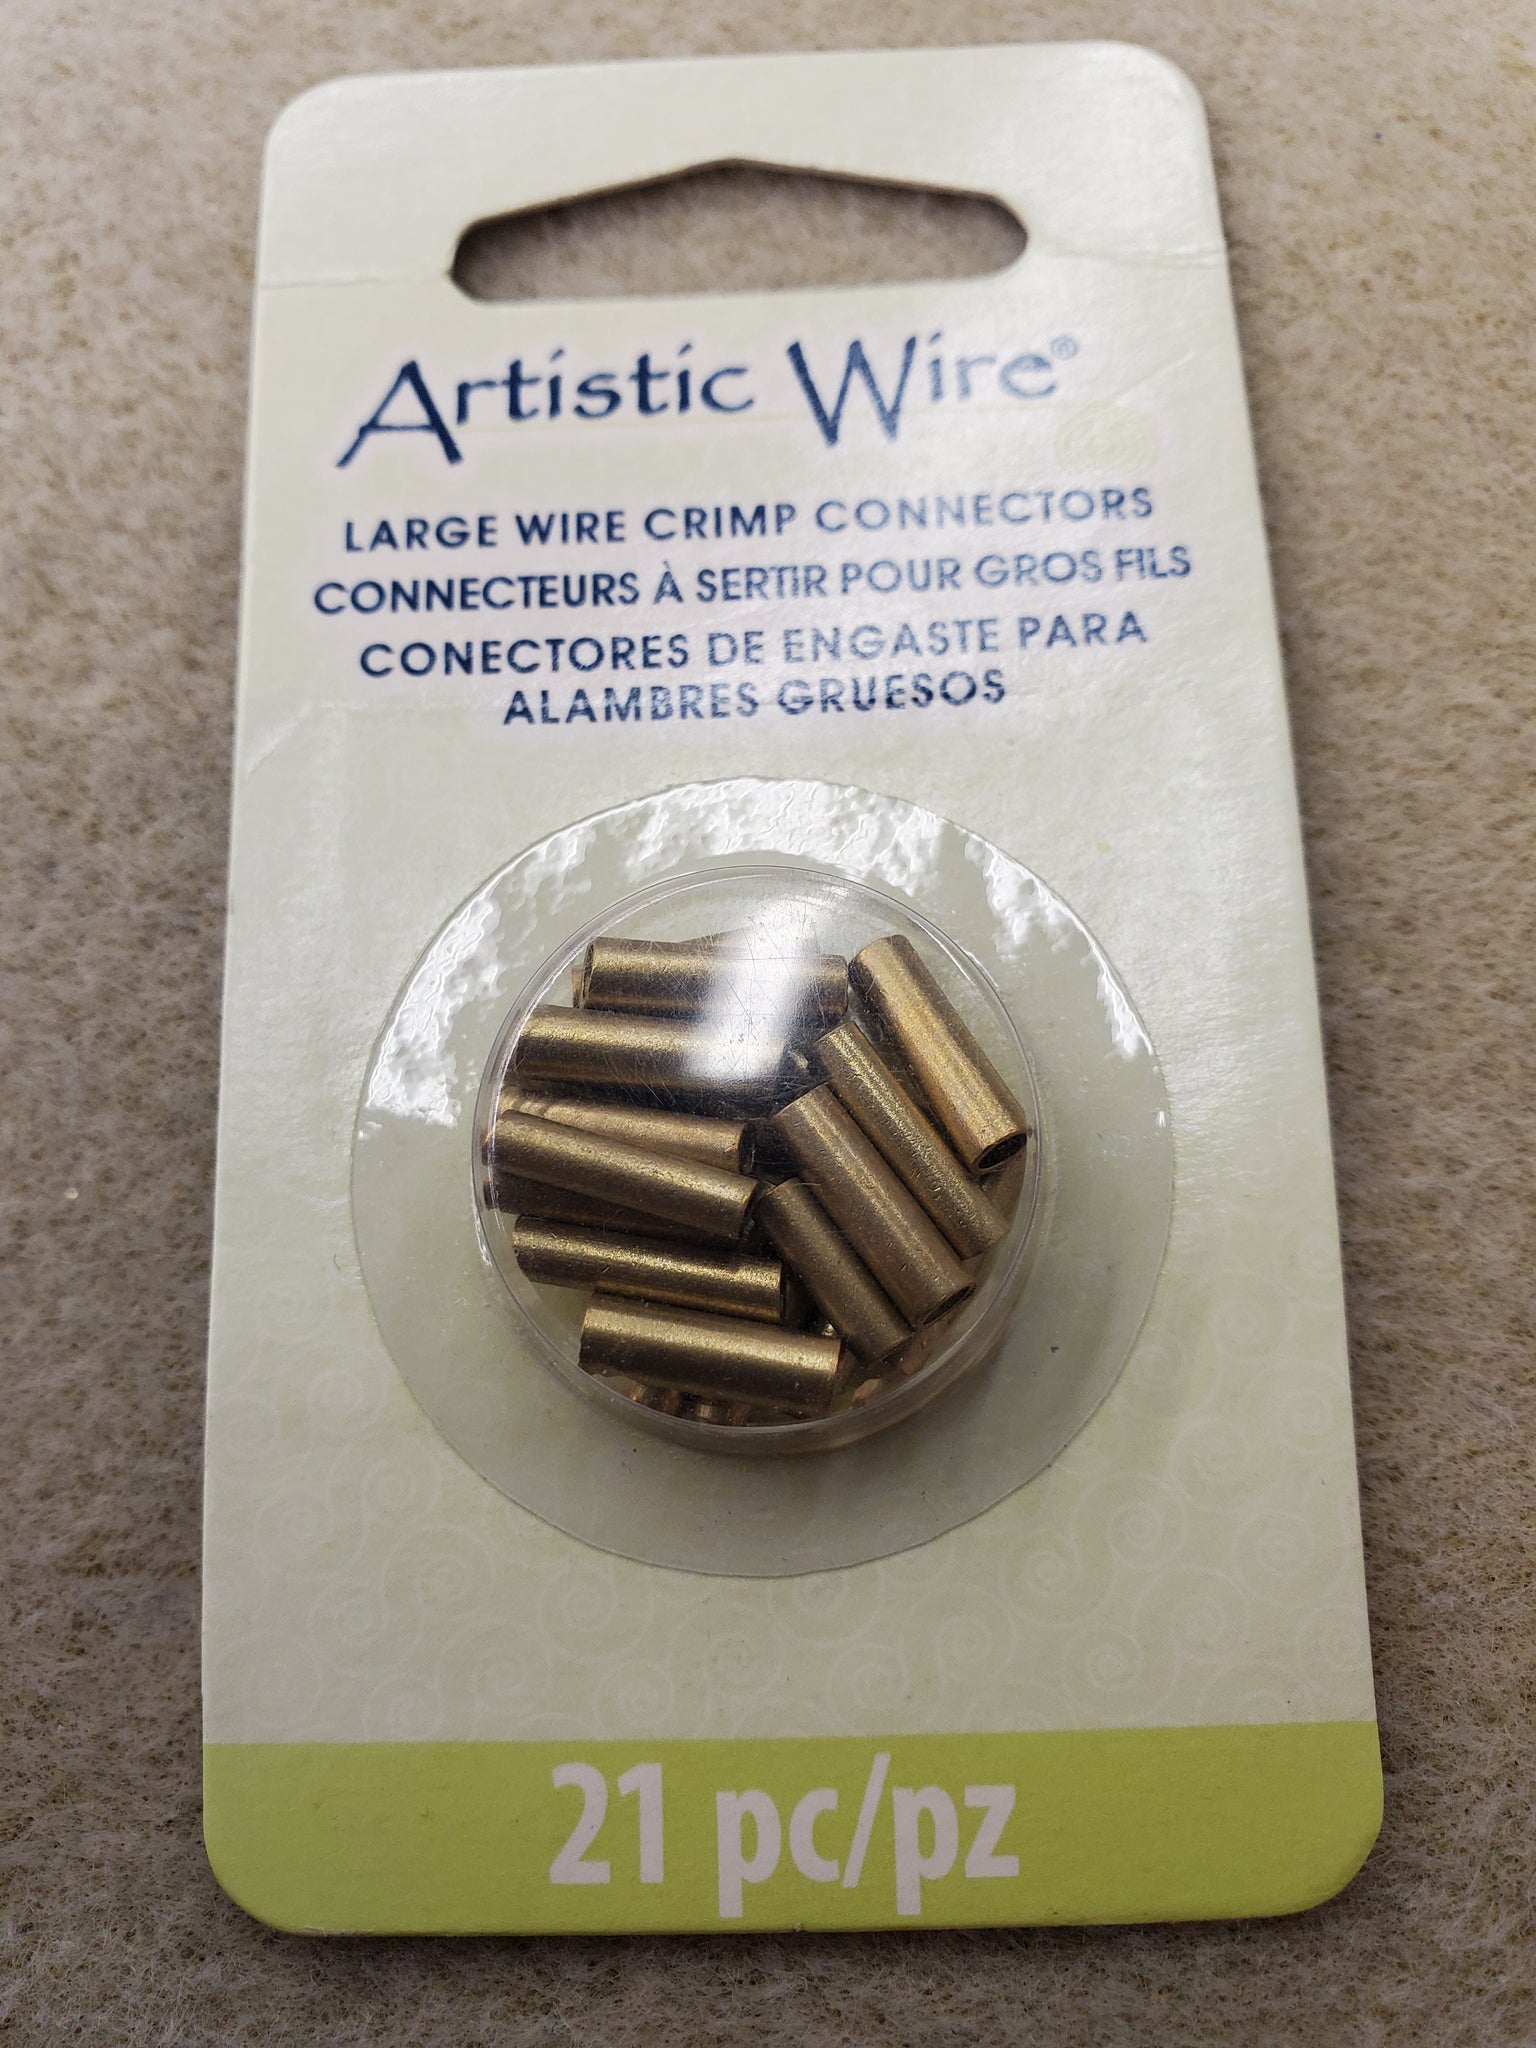 Artistic Wire®
LARGE WIRE CRIMP CONNECTORS
CONNECTEURS À SERTIR POUR GROS FILS
CONECTORES DE ENGASTE PARA
ALAMBRES GRUESOS
21 pc/pz